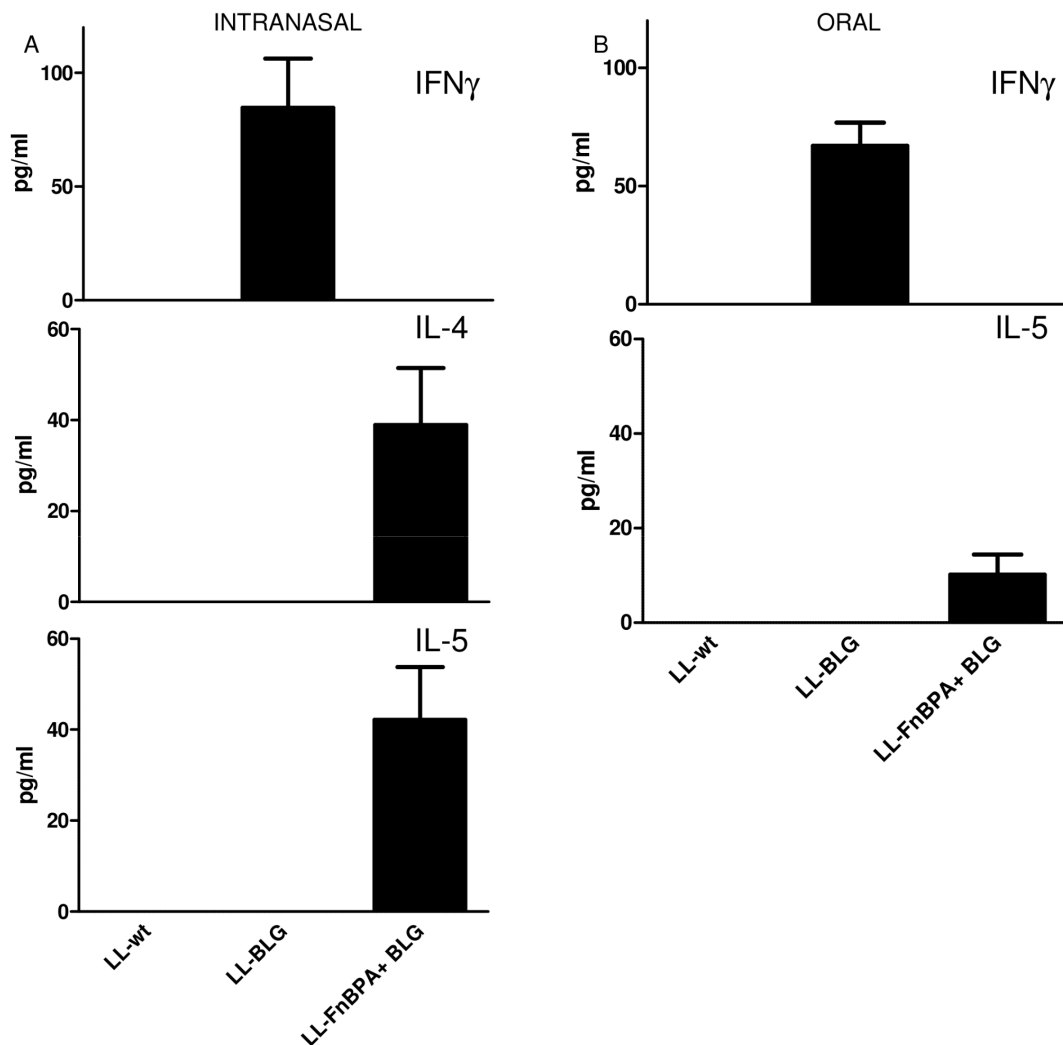 A
INTRANASAL
IFNγ
pg/ml
100
50
0
IL-4
pg/ml
60
40
20
0
IL-5
pg/ml
60
40
20
0
LL-wt
LL-BLG
LL-FnBPA+ BLG
B
ORAL
IFNγ
pg/ml
100
50
0
IL-5
pg/ml
60
40
20
0
LL-wt
LL-BLG
LL-FnBPA+ BLG